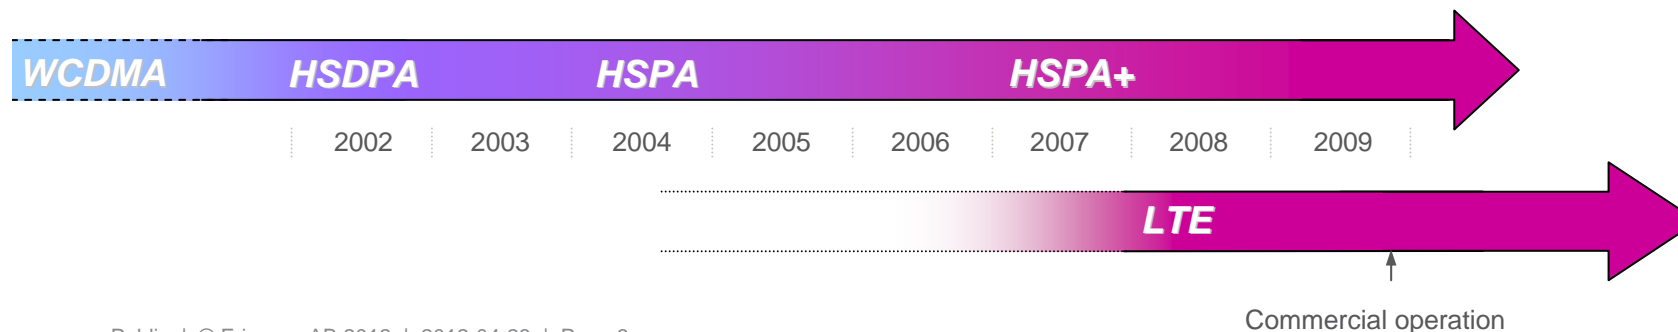 WCDMA HSDPA HSPA HSPA+
2002 2003 2004 2005 2006 2007 2008 2009
LTE
Commercial operation